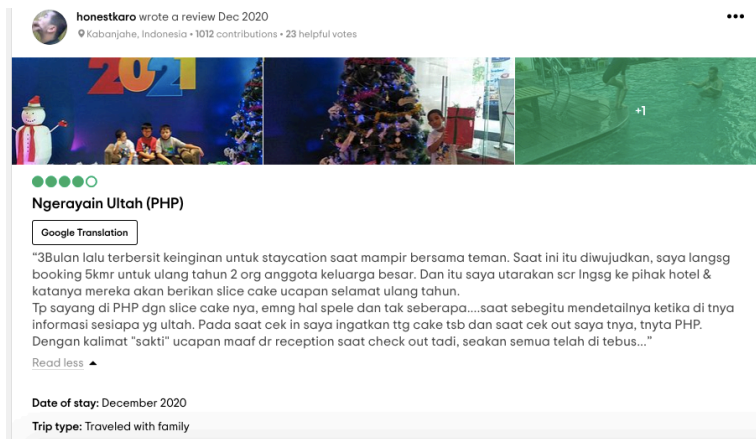 honestkaro wrote a review Dec 2020
Kabanjahe, Indonesia • 1012 contributions • 23 helpful votes
2021
+1
Ngerayain Ultah (PHP)
Google Translation
“3Bulan lalu terbersit keinginan untuk staycation saat mampir bersama teman. Saat ini itu diwujudkan, saya langsg
booking 5kmr untuk ulang tahun 2 org anggota keluarga besar. Dan itu saya utarakan scr lngsg ke pihak hotel &
katanya mereka akan berikan slice cake ucapan selamat ulang tahun.
Tp sayang di PHP dgn slice cake nya, emng hal spele dan tak seberapa....saat sebegitu mendetailnya ketika di tnya
informasi sesiapa yg ultah. Pada saat cek in saya ingatkan ttg cake tsb dan saat cek out saya tnya, tnyta PHP.
Dengan kalimat "sakti" ucapan maaf dr reception saat check out tadi, seakan semua telah di tebus...”
Read less
Date of stay: December 2020
Trip type: Traveled with family